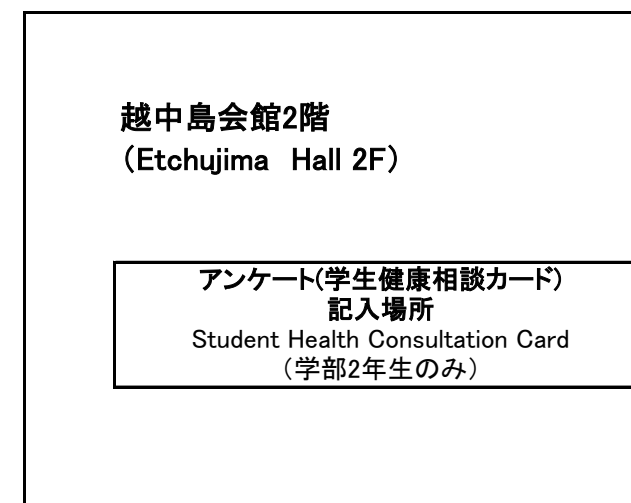 越中島会館2階
（Etchujima　Hall 2F）
アンケート(学生健康相談カード)
記入場所
Student Health Consultation Card
（学部2年生のみ）